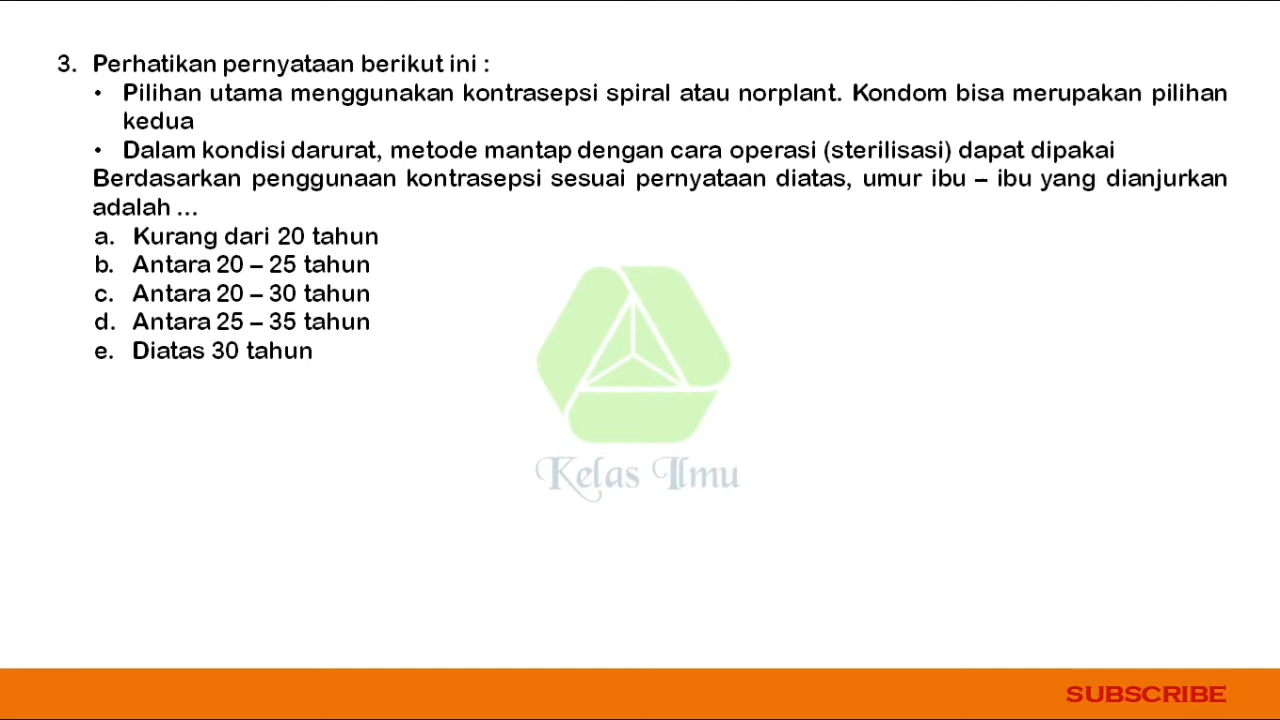 3. Perhatikan pernyataan berikut ini :
• Pilihan utama menggunakan kontrasepsi spiral atau norplant. Kondom bisa merupakan pilihan
kedua
• Dalam kondisi darurat, metode mantap dengan cara operasi (sterilisasi) dapat dipakai
Berdasarkan penggunaan kontrasepsi sesuai pernyataan diatas, umur ibu – ibu yang dianjurkan
adalah ...
a. Kurang dari 20 tahun
b. Antara 20 – 25 tahun
c. Antara 20 – 30 tahun
d. Antara 25 – 35 tahun
e. Diatas 30 tahun
Kelas Ilmu
SUBSCRIBE